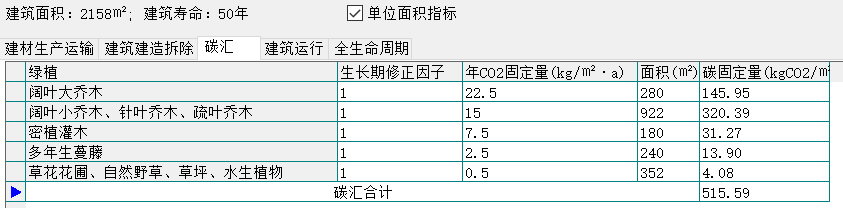 建筑面积：2158㎡；建筑寿命：50年 单位面积指标
建材生产运输 建筑建造拆除 碳汇 建筑运行 全生命周期
绿植 生长期修正因子 年CO2固定量(kg/㎡·a) 面积(㎡) 碳固定量(kgCO2/㎡
阔叶大乔木 1 22.5 280 145.95
阔叶小乔木、针叶乔木、疏叶乔木 1 15 922 320.39
密植灌木 1 7.5 180 31.27
多年生蔓藤 1 2.5 240 13.90
草花花圃、自然野草、草坪、水生植物 1 0.5 352 4.08
碳汇合计 515.59